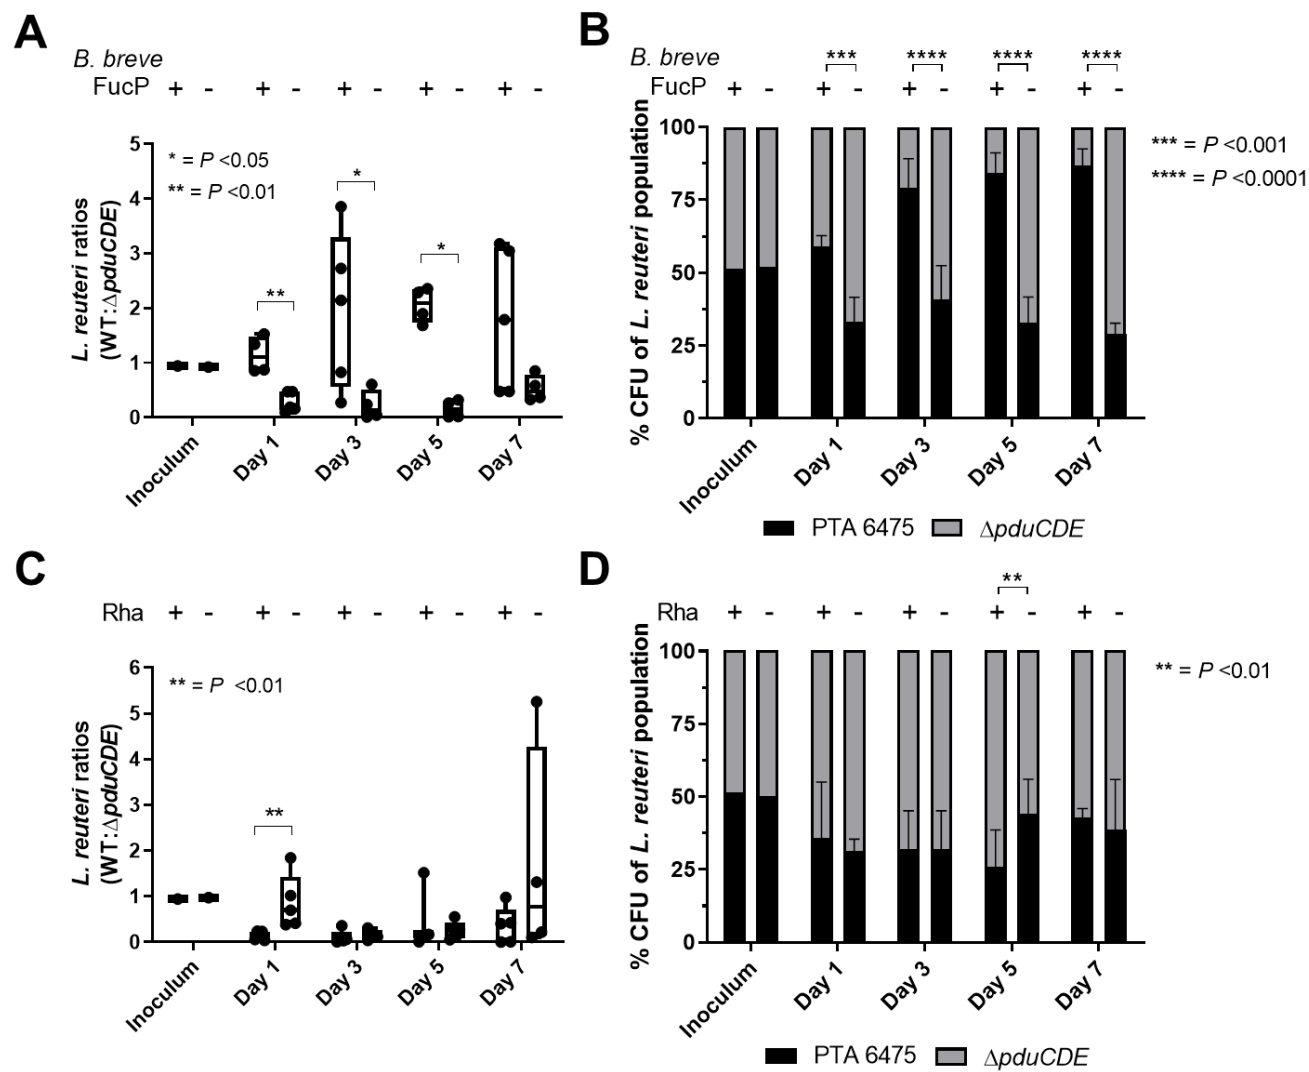 A
B. breve
FucP + - + - + - + - + -
* = P <0.05
** = P <0.01
** * *
L. reuteri ratios
(WT:ΔpduCDE)
5
4
3
2
1
0
Inoculum Day 1 Day 3 Day 5 Day 7
B
B. breve *** **** **** ****
FucP + - + - + - + - + -
*** = P <0.001
**** = P <0.0001
% CFU of L. reuteri population
100
75
50
25
0
Inoculum Day 1 Day 3 Day 5 Day 7
PTA 6475 ΔpduCDE
C
Rha + - + - + - + - + -
** = P <0.01
**
L. reuteri ratios
(WT:ΔpduCDE)
6
5
4
3
2
1
0
Inoculum Day 1 Day 3 Day 5 Day 7
D
**
Rha + - + - + - + - + -
** = P <0.01
% CFU of L. reuteri population
100
75
50
25
0
Inoculum Day 1 Day 3 Day 5 Day 7
PTA 6475 ΔpduCDE